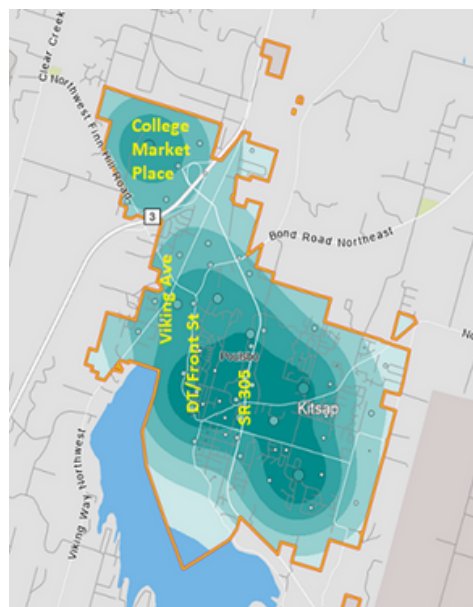 Clear Creek
Northwest Finn Hill Road
College
Market
Place
3
Bond Road Northeast
Viking Ave
DT/Front St
SR 305
Poulsbo
Kitsap
No
Viking Way Northwest